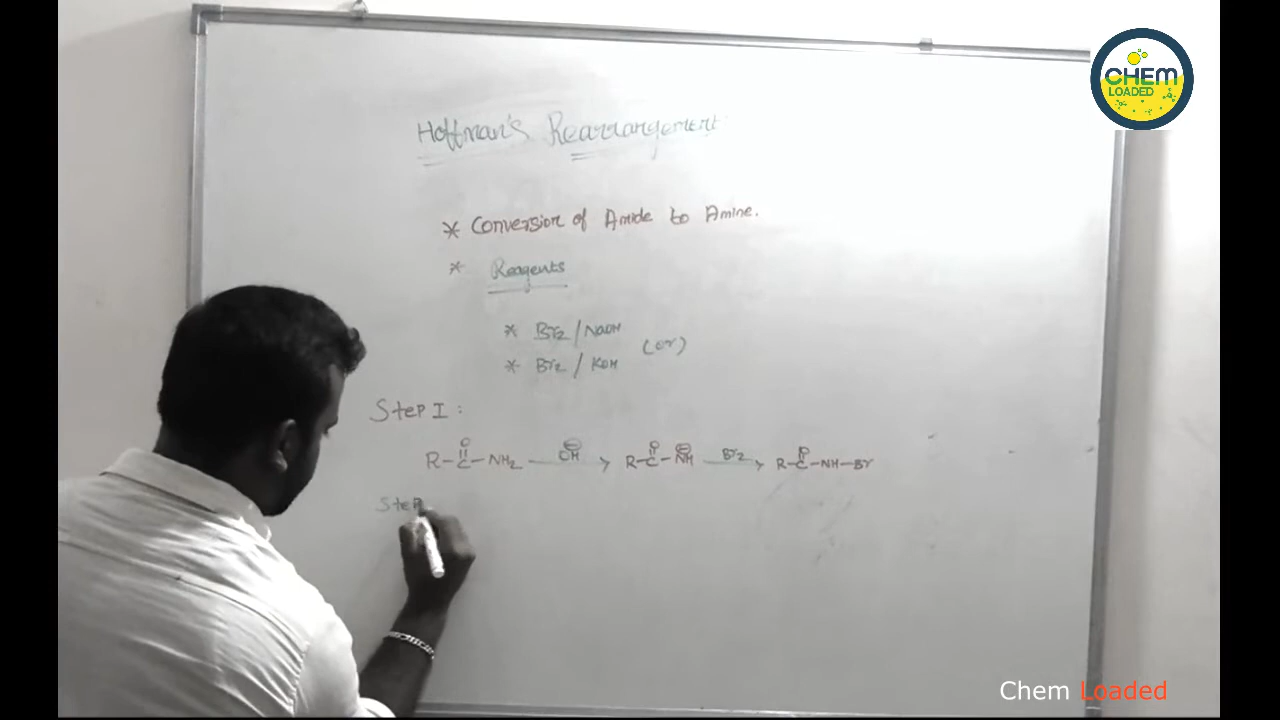 CHEM
LOADED
Hoffman's Rearrangement
* Conversion of Amide to Amine.
* Reagents
* Br2 / NaOH
(or)
* Br2 / KOH
Step I :
R-C(=O)-NH2 —OH⊖→ R-C(=O)-N⊖H —Br2→ R-C(=O)-NH-Br
Step
Chem Loaded